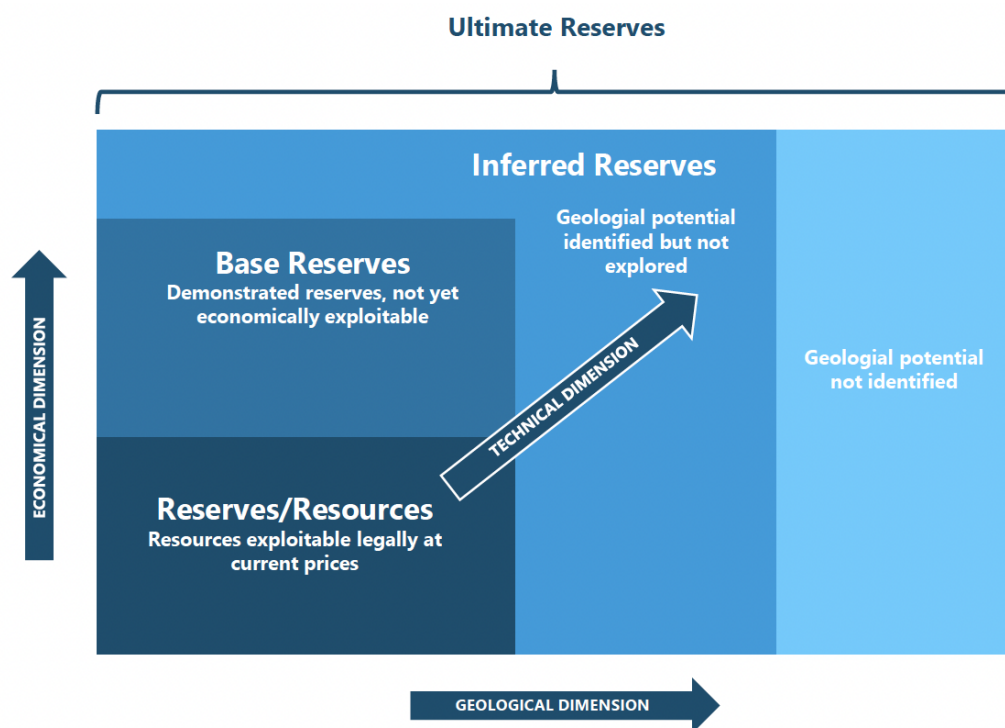 Ultimate Reserves
Inferred Reserves
Geologial potential
identified but not
explored
Base Reserves
Demonstrated reserves, not yet
economically exploitable
Geologial potential
not identified
TECHNICAL DIMENSION
ECONOMICAL DIMENSION
Reserves/Resources
Resources exploitable legally at
current prices
GEOLOGICAL DIMENSION